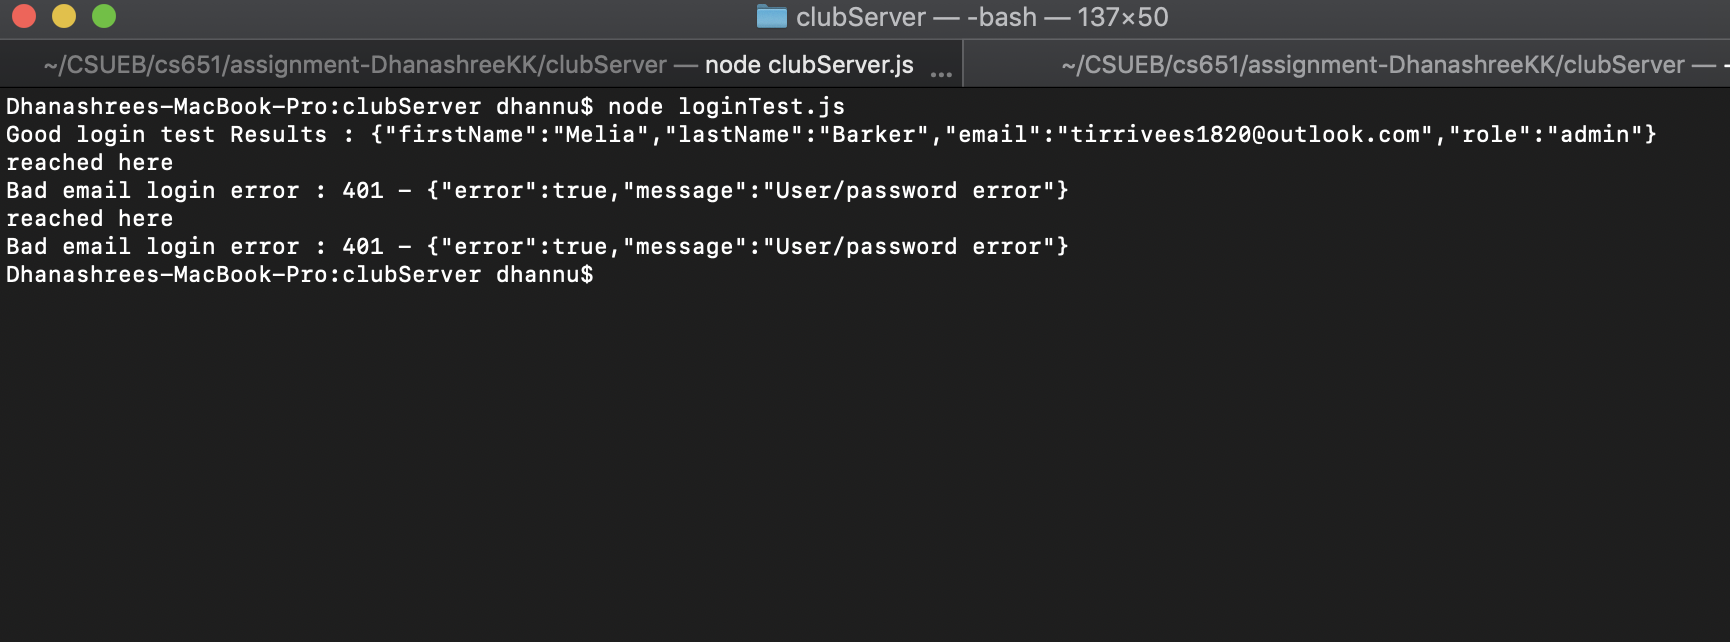 clubServer — -bash — 137×50
~/CSUEB/cs651/assignment-DhanashreeKK/clubServer — node clubServer.js ...
~/CSUEB/cs651/assignment-DhanashreeKK/clubServer — -
Dhanashrees-MacBook-Pro:clubServer dhannu$ node loginTest.js
Good login test Results : {"firstName":"Melia","lastName":"Barker","email":"tirrivees1820@outlook.com","role":"admin"}
reached here
Bad email login error : 401 - {"error":true,"message":"User/password error"}
reached here
Bad email login error : 401 - {"error":true,"message":"User/password error"}
Dhanashrees-MacBook-Pro:clubServer dhannu$